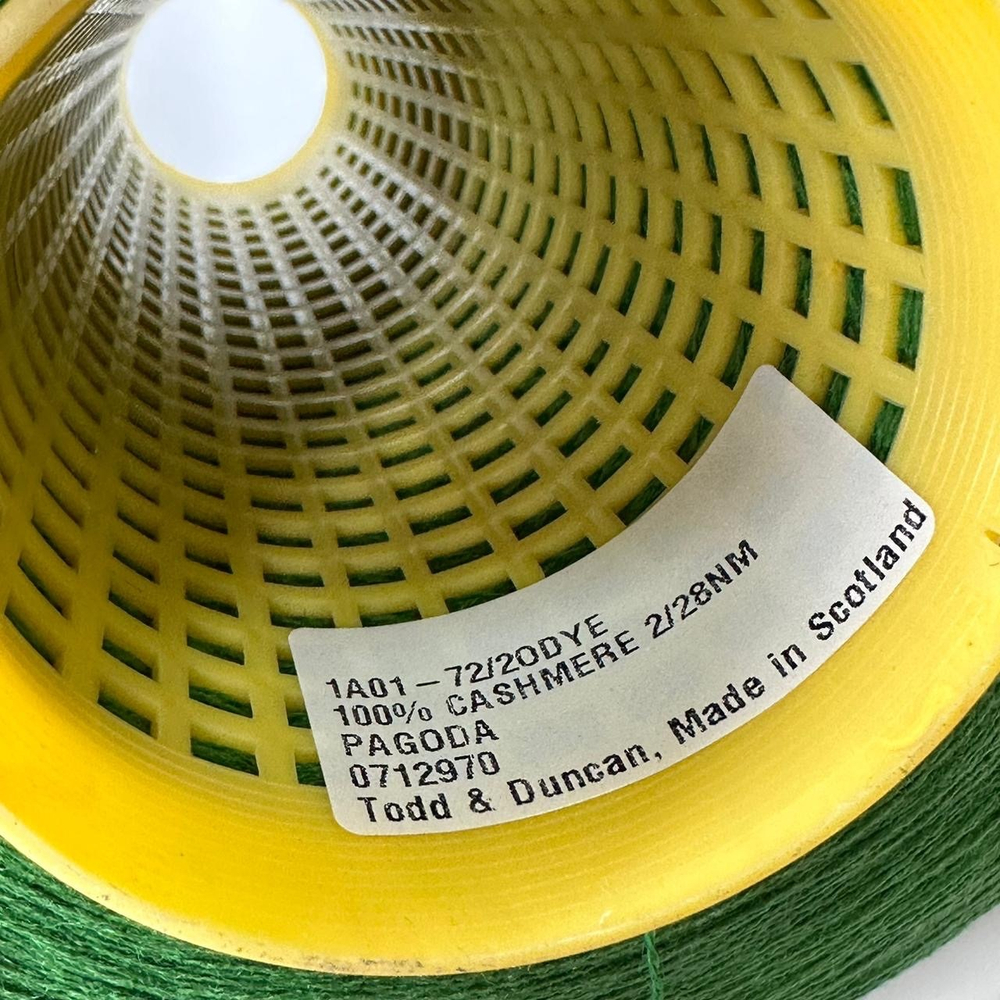 1A01-72/20DYE
100% CASHMERE 2/28NM
PAGODA
0712970
Todd & Duncan, Made in Scotland